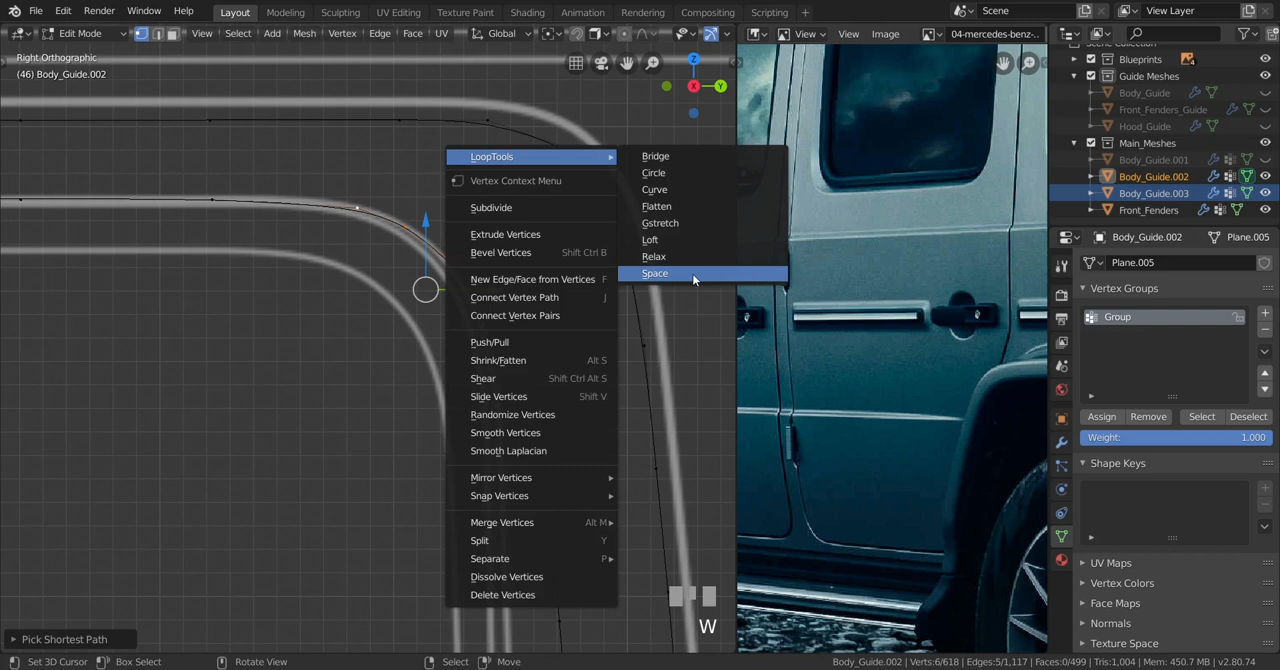 File Edit Render Window Help Layout Modeling Sculpting UV Editing Texture Paint Shading Animation Rendering Compositing Scripting + Scene View Layer
Edit Mode View Select Add Mesh Vertex Edge Face UV Global View View Image 04-mercedes-benz-..
Right Orthographic
(46) Body_Guide.002
Z
X
Y
LoopTools
Vertex Context Menu
Subdivide
Extrude Vertices
Bevel Vertices Shift Ctrl B
New Edge/Face from Vertices F
Connect Vertex Path J
Connect Vertex Pairs
Push/Pull
Shrink/Fatten Alt S
Shear Shift Ctrl Alt S
Slide Vertices Shift V
Randomize Vertices
Smooth Vertices
Smooth Laplacian
Mirror Vertices
Snap Vertices
Merge Vertices Alt M
Split Y
Separate P
Dissolve Vertices
Delete Vertices
Bridge
Circle
Curve
Flatten
Gstretch
Loft
Relax
Space
W
Pick Shortest Path
Blueprints 4
Guide Meshes
Body_Guide
Front_Fenders_Guide
Hood_Guide
Main_Meshes
Body_Guide.001
Body_Guide.002
Body_Guide.003
Front_Fenders
Body_Guide.002 Plane.005
Plane.005
Vertex Groups
Group
Assign Remove Select Deselect
Weight: 1.000
Shape Keys
UV Maps
Vertex Colors
Face Maps
Normals
Texture Space
Set 3D Cursor Box Select Rotate View Select Move Body_Guide.002 | Verts:6/618 | Edges:5/1,117 | Faces:0/499 | Tris:1,004 | Mem: 450.7 MB | v2.80.74